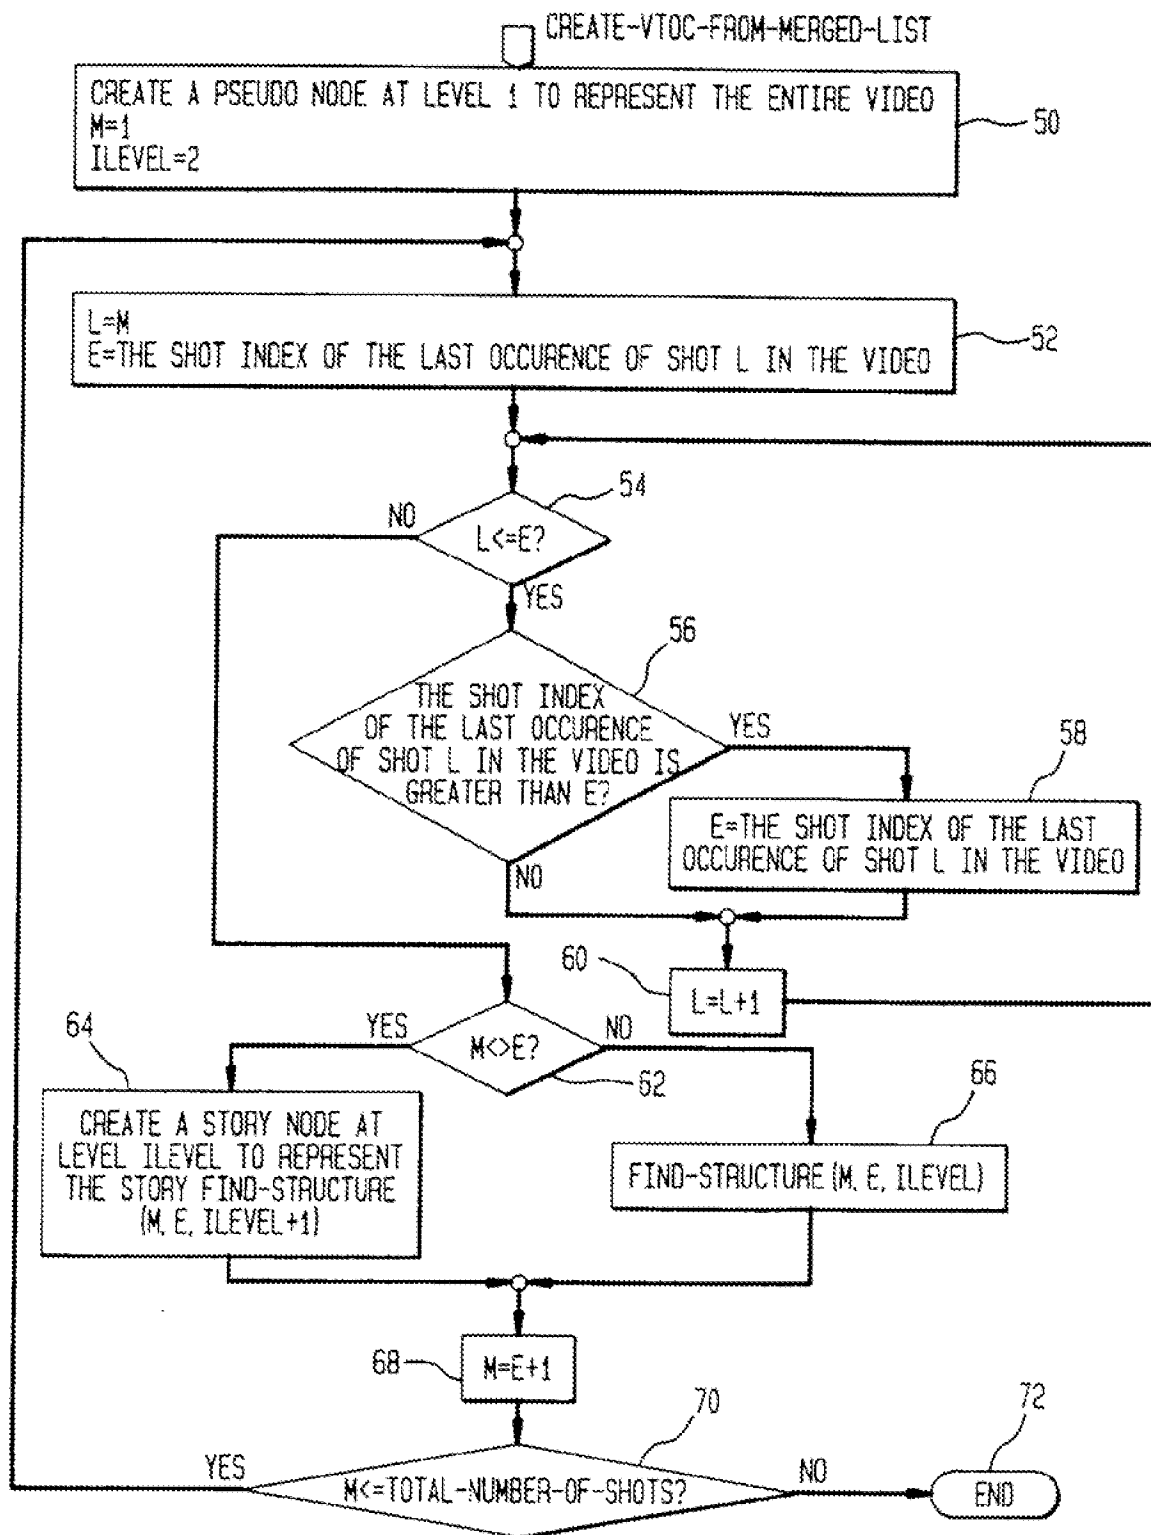 CREATE-VTOC-FROM-MERGED-LIST
CREATE A PSEUDO NODE AT LEVEL 1 TO REPRESENT THE ENTIRE VIDEO
M=1
ILEVEL=2
50
L=M
E=THE SHOT INDEX OF THE LAST OCCURENCE OF SHOT L IN THE VIDEO
52
54
NO
L<=E?
YES
56
THE SHOT INDEX
OF THE LAST OCCURENCE
OF SHOT L IN THE VIDEO IS
GREATER THAN E?
YES
58
E=THE SHOT INDEX OF THE LAST
OCCURENCE OF SHOT L IN THE VIDEO
NO
60
L=L+1
64
YES
M<>E?
NO
62
66
CREATE A STORY NODE AT
LEVEL ILEVEL TO REPRESENT
THE STORY FIND-STRUCTURE
(M, E, ILEVEL+1)
FIND-STRUCTURE (M, E, ILEVEL)
68
M=E+1
70
72
YES
M<=TOTAL-NUMBER-OF-SHOTS?
NO
END